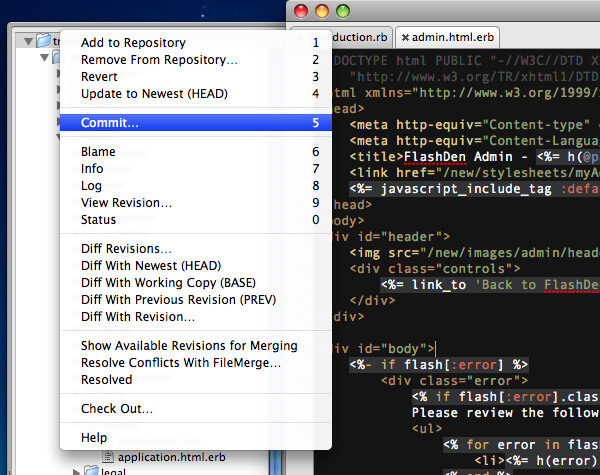 tr
Add to Repository 1
Remove From Repository... 2
Revert 3
Update to Newest (HEAD) 4
Commit... 5
Blame 6
Info 7
Log 8
View Revision... 9
Status 0
Diff Revisions...
Diff With Newest (HEAD)
Diff With Working Copy (BASE)
Diff With Previous Revision (PREV)
Diff With Revision...
Show Available Revisions for Merging
Resolve Conflicts With FileMerge...
Resolved
Check Out...
Help
application.html.erb
legal
duction.rb
admin.html.erb
DOCTYPE html PUBLIC "-//W3C//DTD X
"http://www.w3.org/TR/xhtml1/DTD
html xmlns="http://www.w3.org/1999/
head>
<meta http-equiv="Content-type"
<meta http-equiv="Content-Langua
<title>FlashDen Admin - <%= h(@p
<link href="/new/stylesheets/myA
<%= javascript_include_tag :defa
head>
body>
div id="header">
<img src="/new/images/admin/head
<div class="controls">
<%= link_to 'Back to FlashDe
</div>
/div>
div id="body">
<%- if flash[:error] %>
<div class="error">
<% if flash[:error].clas
Please review the follow
<ul>
<% for error in flas
<li><%= h(error)
<% end %>